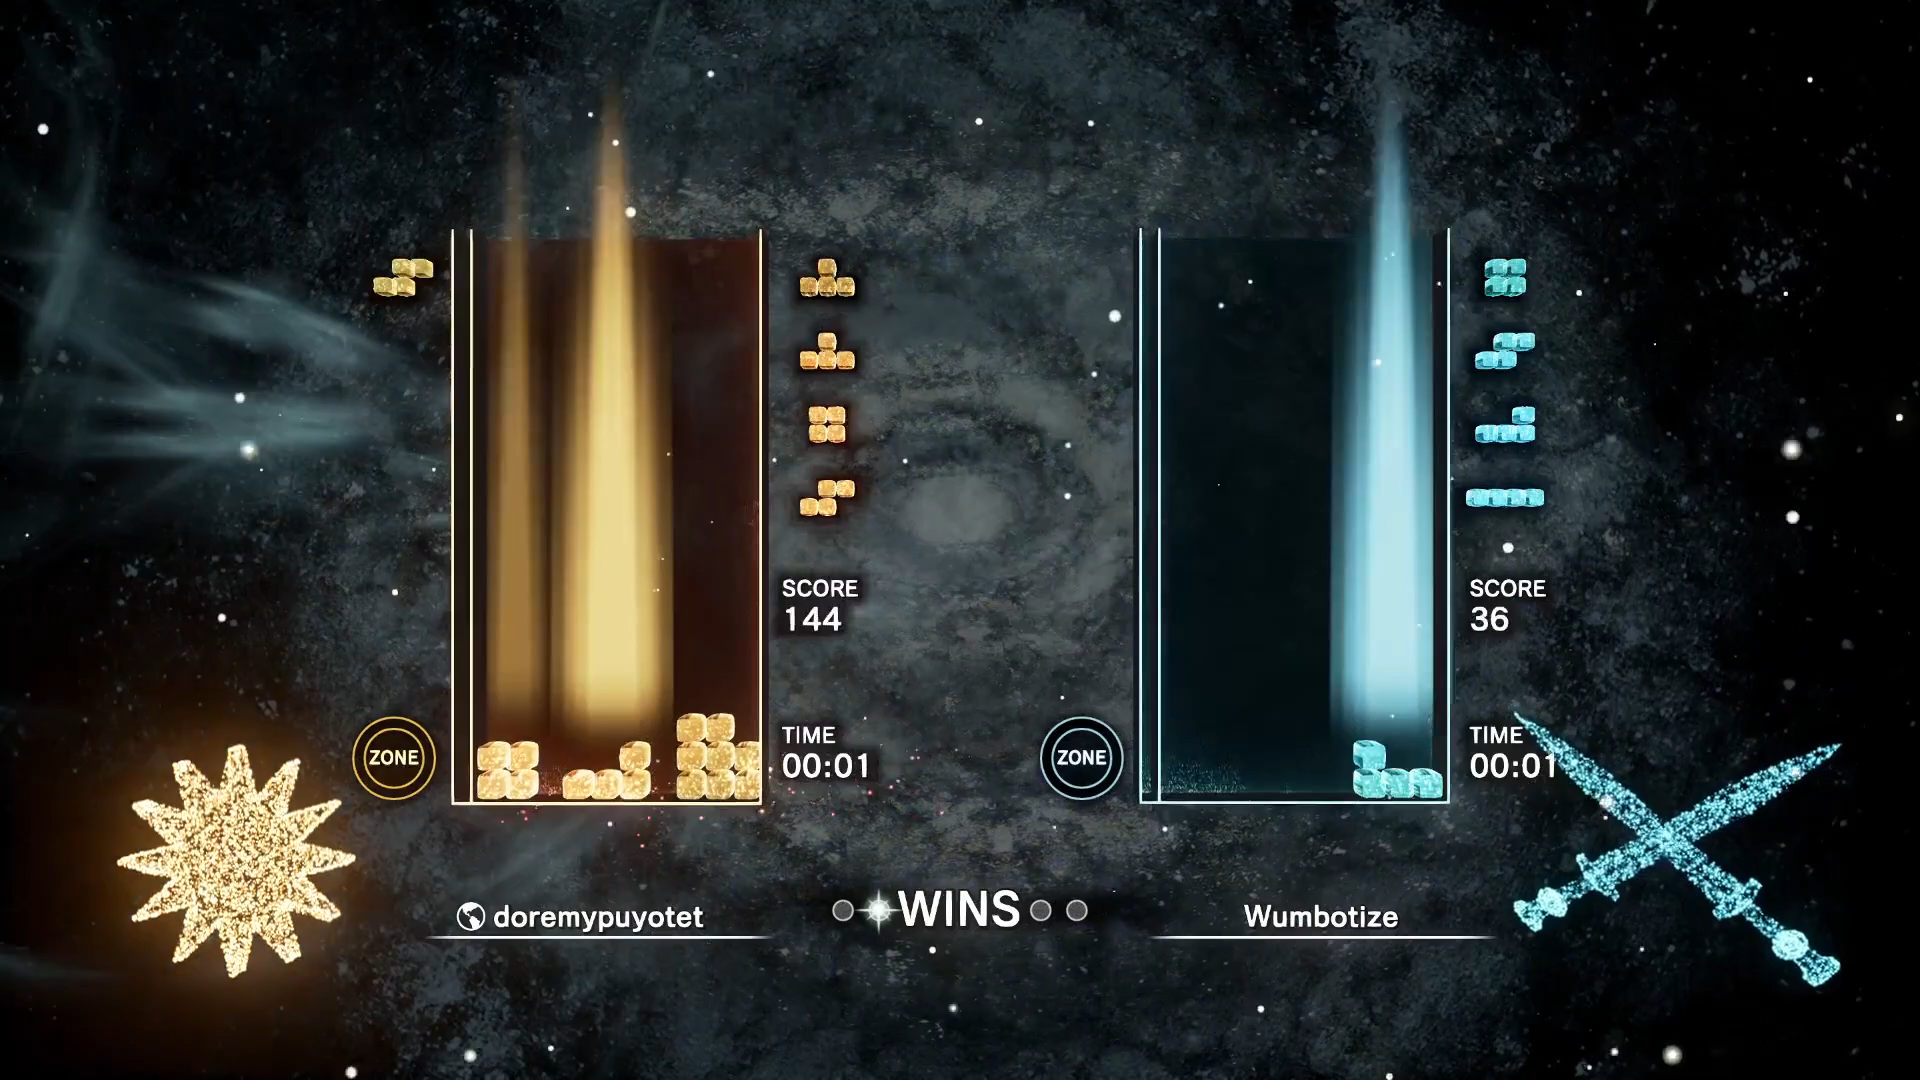 SCORE
144
SCORE
36
ZONE
TIME
00:01
ZONE
TIME
00:01
doremypuyotet
WINS
Wumbotize